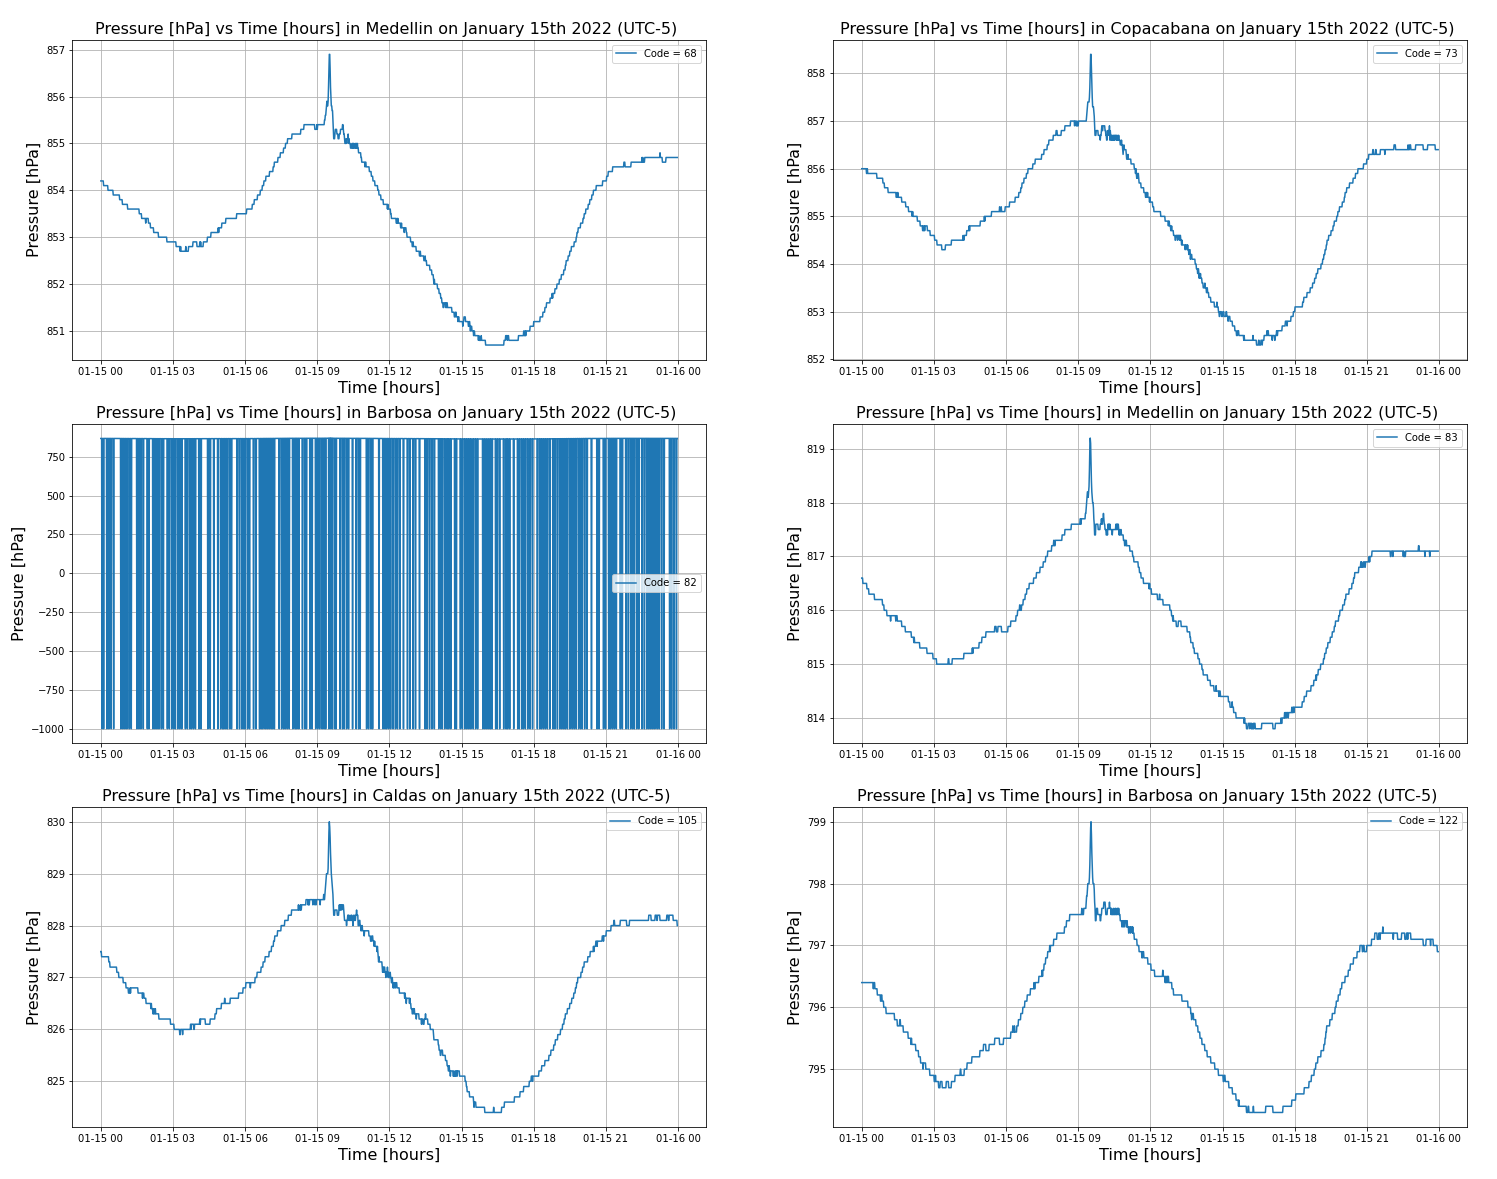 Pressure [hPa] vs Time [hours] in Medellin on January 15th 2022 (UTC-5)
Code = 68
857
856
855
854
853
852
851
Pressure [hPa]
01-15 00 01-15 03 01-15 06 01-15 09 01-15 12 01-15 15 01-15 18 01-15 21 01-16 00
Time [hours]
Pressure [hPa] vs Time [hours] in Copacabana on January 15th 2022 (UTC-5)
Code = 73
858
857
856
855
854
853
852
Pressure [hPa]
01-15 00 01-15 03 01-15 06 01-15 09 01-15 12 01-15 15 01-15 18 01-15 21 01-16 00
Time [hours]
Pressure [hPa] vs Time [hours] in Barbosa on January 15th 2022 (UTC-5)
750
500
250
0
−250
−500
−750
−1000
Code = 82
Pressure [hPa]
01-15 00 01-15 03 01-15 06 01-15 09 01-15 12 01-15 15 01-15 18 01-15 21 01-16 00
Time [hours]
Pressure [hPa] vs Time [hours] in Medellin on January 15th 2022 (UTC-5)
Code = 83
819
818
817
816
815
814
Pressure [hPa]
01-15 00 01-15 03 01-15 06 01-15 09 01-15 12 01-15 15 01-15 18 01-15 21 01-16 00
Time [hours]
Pressure [hPa] vs Time [hours] in Caldas on January 15th 2022 (UTC-5)
Code = 105
830
829
828
827
826
825
Pressure [hPa]
01-15 00 01-15 03 01-15 06 01-15 09 01-15 12 01-15 15 01-15 18 01-15 21 01-16 00
Time [hours]
Pressure [hPa] vs Time [hours] in Barbosa on January 15th 2022 (UTC-5)
Code = 122
799
798
797
796
795
Pressure [hPa]
01-15 00 01-15 03 01-15 06 01-15 09 01-15 12 01-15 15 01-15 18 01-15 21 01-16 00
Time [hours]